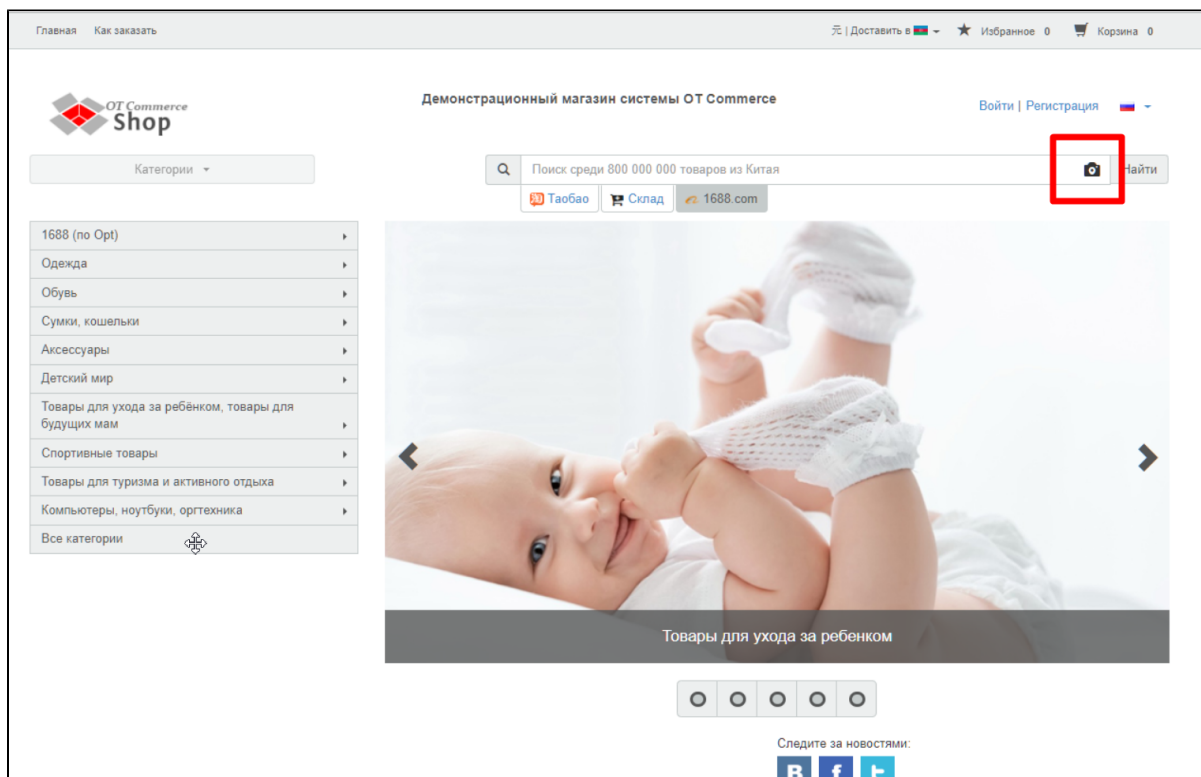 Главная Как заказать
元 | Доставить в Избранное 0 Корзина 0
OT Commerce
Shop
Демонстрационный магазин системы OT Commerce
Войти | Регистрация
Категории
Поиск среди 800 000 000 товаров из Китая
Найти
Таобао Склад 1688.com
1688 (по Opt)
Одежда
Обувь
Сумки, кошельки
Аксессуары
Детский мир
Товары для ухода за ребёнком, товары для
будущих мам
Спортивные товары
Товары для туризма и активного отдыха
Компьютеры, ноутбуки, оргтехника
Все категории
Товары для ухода за ребенком
Следите за новостями: